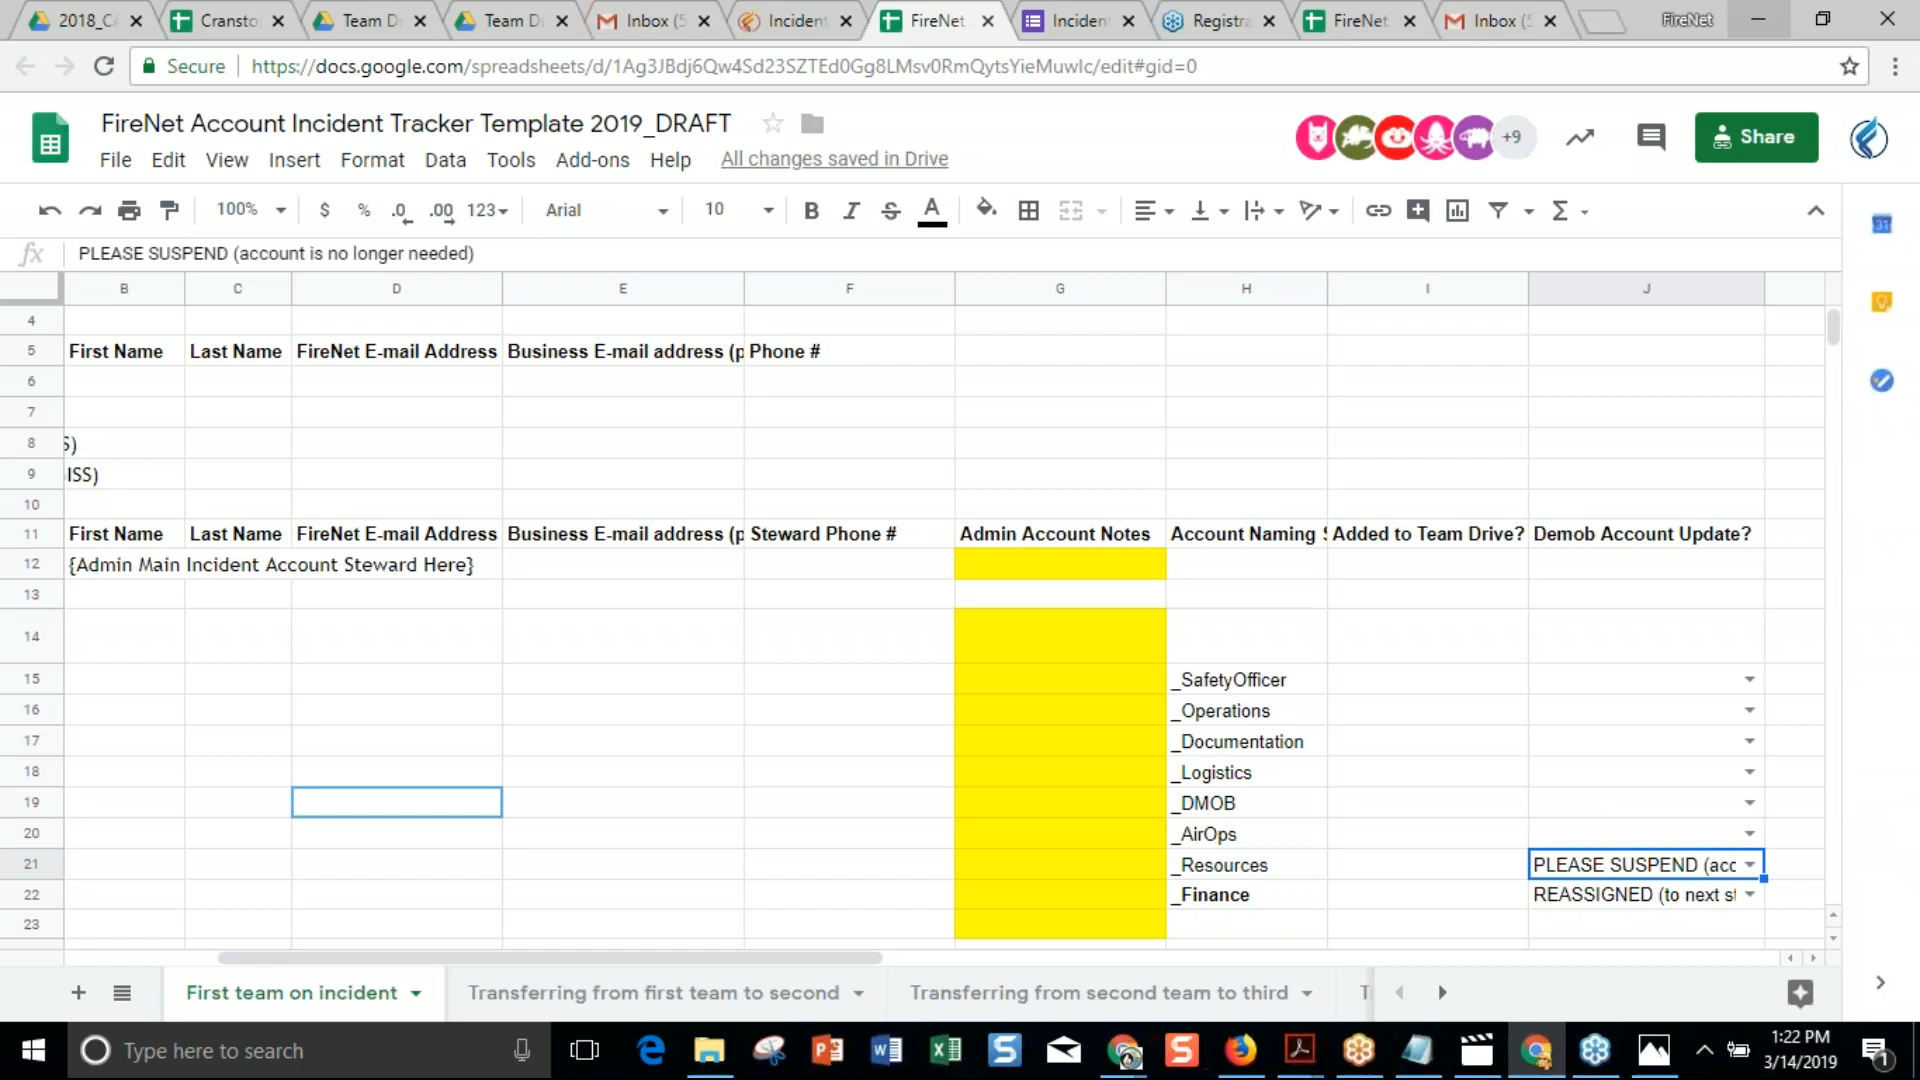 2018_CA
Cransto
Team D
Team D
Inbox (5
Incident
FireNet
Inciden
Registra
FireNet
Inbox (5
FireNet
Secure
https://docs.google.com/spreadsheets/d/1Ag3JBdj6Qw4Sd23SZTEd0Gg8LMsv0RmQytsYieMuwIc/edit#gid=0
FireNet Account Incident Tracker Template 2019_DRAFT
+9
Share
File Edit View Insert Format Data Tools Add-ons Help All changes saved in Drive
100% $ % .0 .00 123 Arial 10 B I S A Σ
31
fx PLEASE SUSPEND (account is no longer needed)
B C D E F G H I J
4
5 First Name Last Name FireNet E-mail Address Business E-mail address (p Phone #
6
7
8 S)
9 ISS)
10
11 First Name Last Name FireNet E-mail Address Business E-mail address (p Steward Phone # Admin Account Notes Account Naming Added to Team Drive? Demob Account Update?
12 {Admin Main Incident Account Steward Here}
13
14
15 _SafetyOfficer
16 _Operations
17 _Documentation
18 _Logistics
19 _DMOB
20 _AirOps
21 _Resources PLEASE SUSPEND (acc
22 _Finance REASSIGNED (to next st
23
First team on incident Transferring from first team to second Transferring from second team to third
Type here to search
1:22 PM
3/14/2019
1